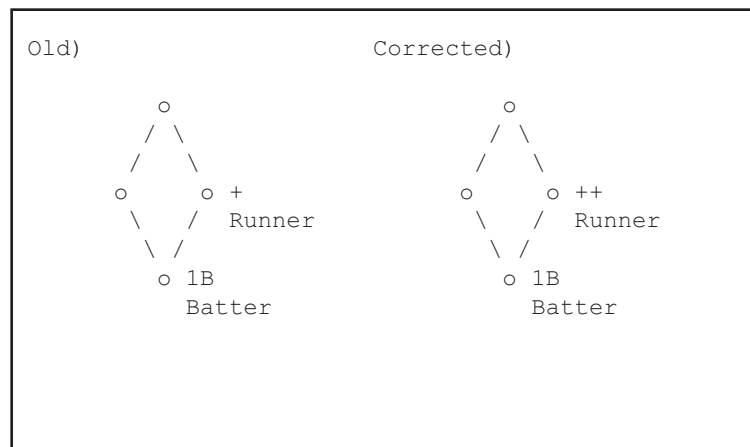 Old) Corrected)
o o
/ \ / \
/ \ / \
o o + o o ++
\ / Runner \ / Runner
\ / \ /
o 1B o 1B
Batter Batter